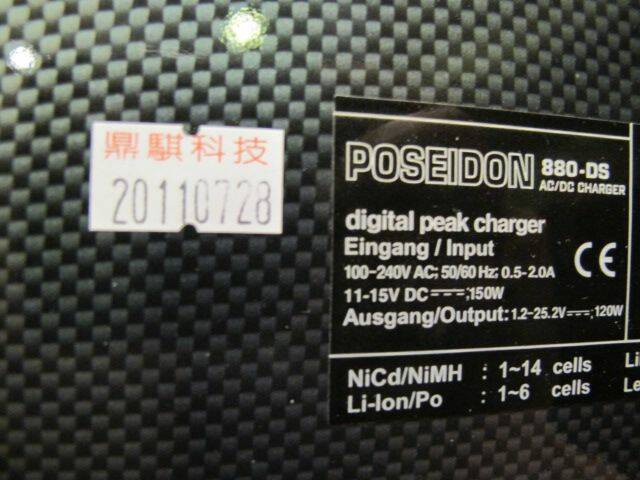 鼎騏科技
20110728
POSEIDON 880-DS
AC/DC CHARGER
digital peak charger
Eingang / Input
100-240V AC; 50/60 Hz; 0.5-2.0A
11-15V DC⎓;150W
Ausgang/Output:1.2-25.2V⎓;120W
CE
NiCd/NiMH : 1~14 cells
Li-Ion/Po : 1~6 cells